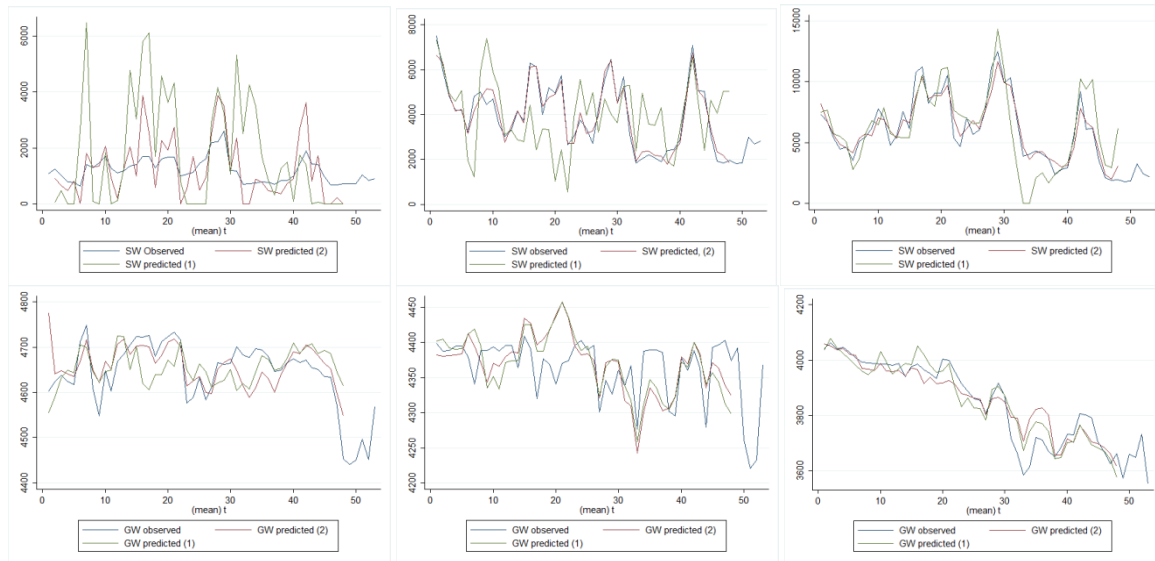 6000
4000
2000
0
0
10
20
30
40
50
(mean) t
SW Observed
SW predicted (2)
SW predicted (1)
8000
6000
4000
2000
0
0
10
20
30
40
50
(mean) t
SW observed
SW predicted, (2)
SW predicted (1)
15000
10000
5000
0
0
10
20
30
40
50
(mean) t
SW observed
SW predicted (2)
SW predicted (1)
4800
4700
4600
4500
4400
0
10
20
30
40
50
(mean) t
GW observed
GW predicted (2)
GW predicted (1)
4450
4400
4350
4300
4250
4200
0
10
20
30
40
50
(mean) t
GW observed
GW predicted (2)
GW predicted (1)
4200
4000
3800
3600
0
10
20
30
40
50
(mean) t
GW observed
GW predicted (2)
GW predicted (1)